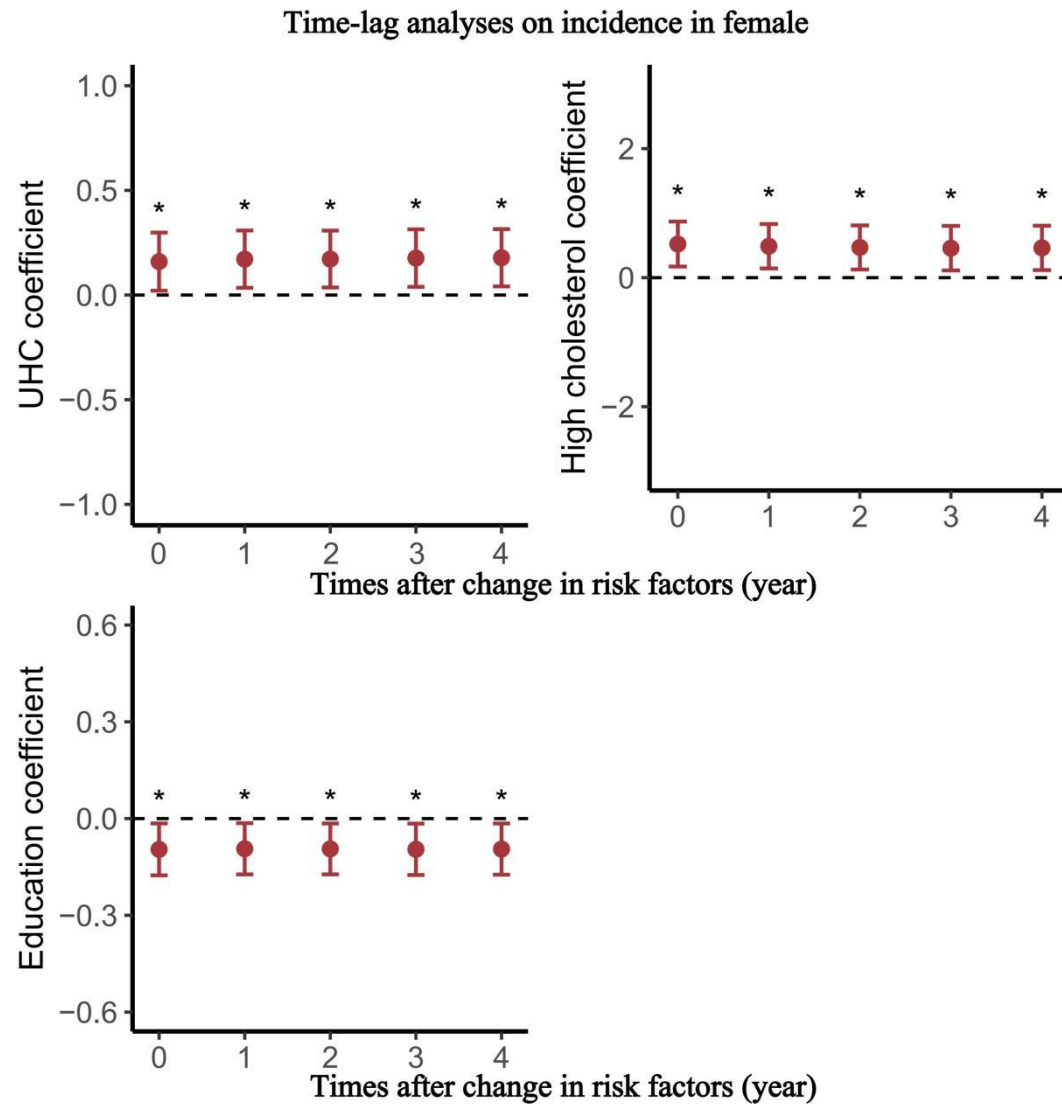 Time-lag analyses on incidence in female
UHC coefficient
1.0
0.5
0.0
−0.5
−1.0
* * * * *
0 1 2 3 4
High cholesterol coefficient
2
0
−2
* * * * *
0 1 2 3 4
Times after change in risk factors (year)
Education coefficient
0.6
0.3
0.0
−0.3
−0.6
* * * * *
0 1 2 3 4
Times after change in risk factors (year)